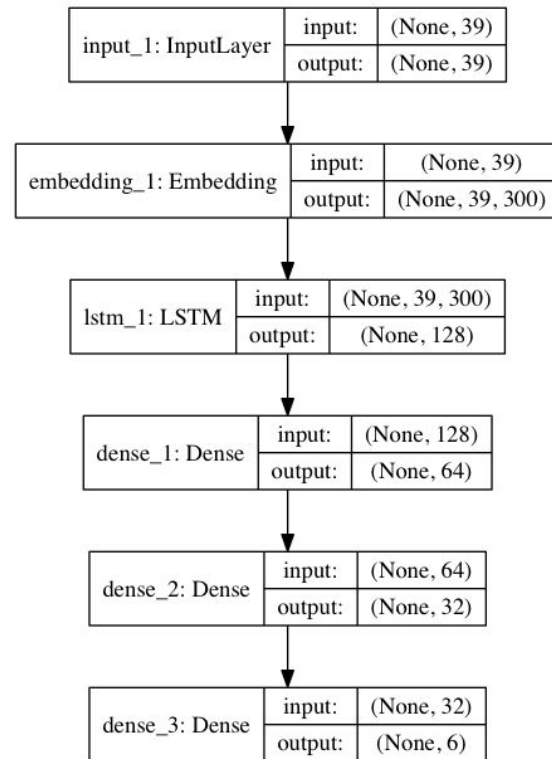 input_1: InputLayer
input: (None, 39)
output: (None, 39)
embedding_1: Embedding
input: (None, 39)
output: (None, 39, 300)
lstm_1: LSTM
input: (None, 39, 300)
output: (None, 128)
dense_1: Dense
input: (None, 128)
output: (None, 64)
dense_2: Dense
input: (None, 64)
output: (None, 32)
dense_3: Dense
input: (None, 32)
output: (None, 6)